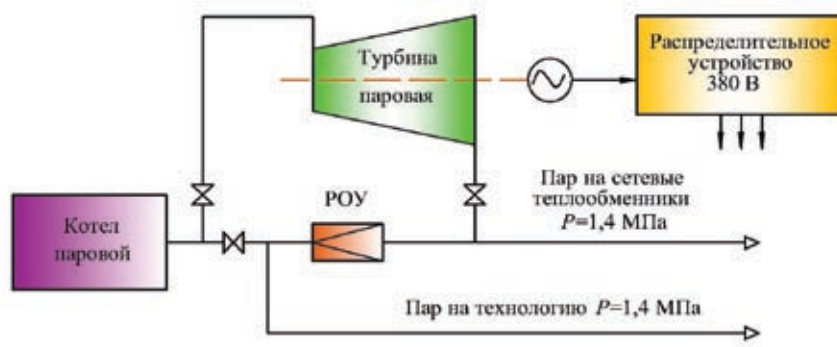 Турбина
паровая
Распределительное
устройство
380 В
Котел
паровой
РОУ
Пар на сетевые
теплообменники
P=1,4 МПа
Пар на технологию P=1,4 МПа